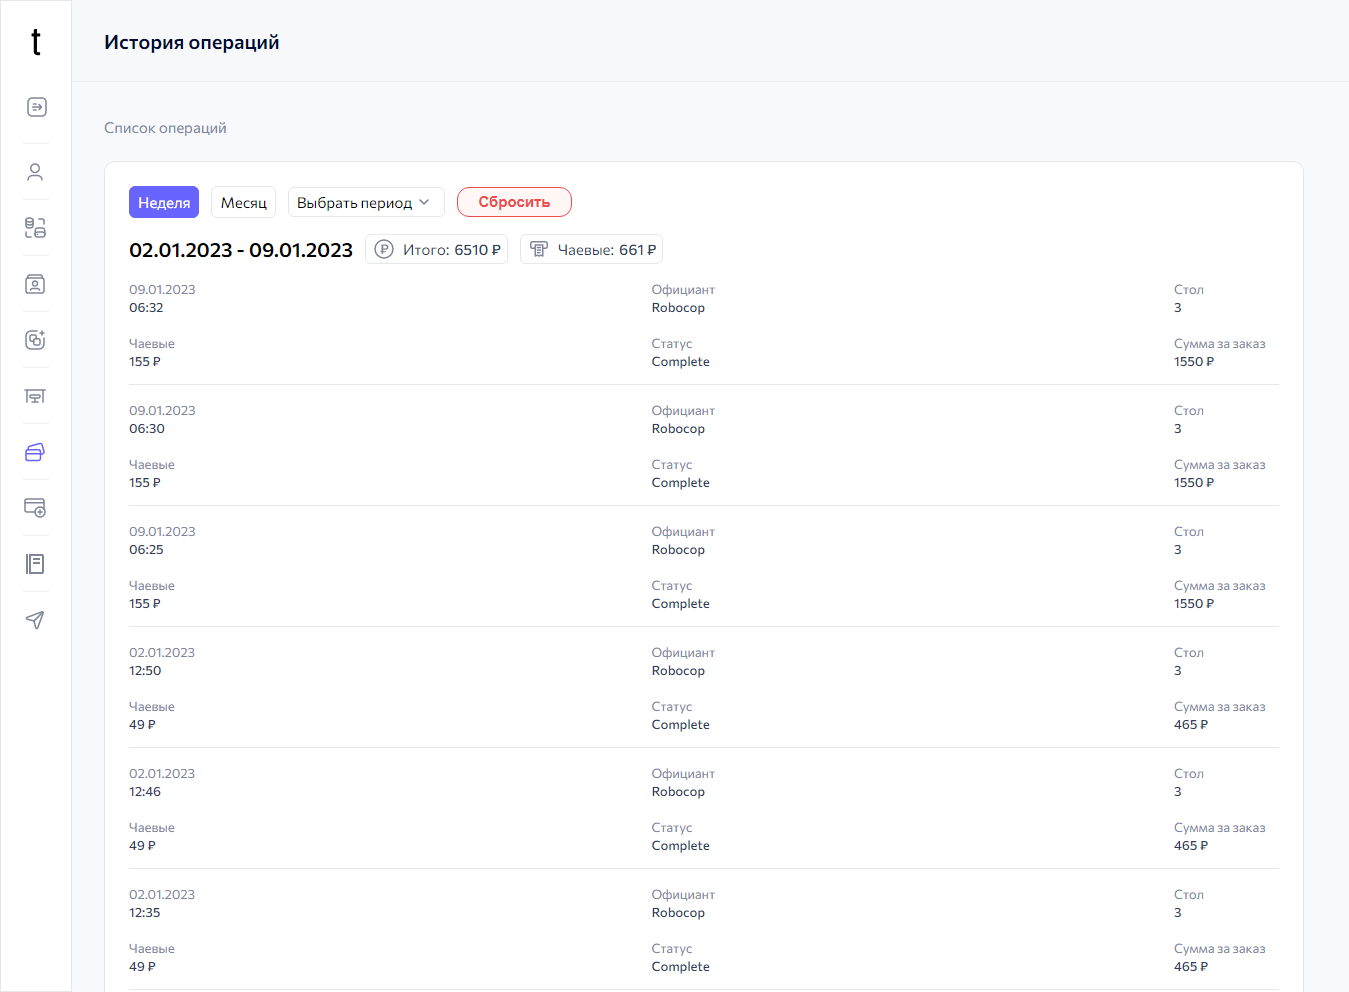 t
История операций
Список операций
Неделя Месяц Выбрать период Сбросить
02.01.2023 - 09.01.2023 Итого: 6510 ₽ Чаевые: 661 ₽
09.01.2023 Официант Стол
06:32 Robocop 3
Чаевые Статус Сумма за заказ
155 ₽ Complete 1550 ₽
09.01.2023 Официант Стол
06:30 Robocop 3
Чаевые Статус Сумма за заказ
155 ₽ Complete 1550 ₽
09.01.2023 Официант Стол
06:25 Robocop 3
Чаевые Статус Сумма за заказ
155 ₽ Complete 1550 ₽
02.01.2023 Официант Стол
12:50 Robocop 3
Чаевые Статус Сумма за заказ
49 ₽ Complete 465 ₽
02.01.2023 Официант Стол
12:46 Robocop 3
Чаевые Статус Сумма за заказ
49 ₽ Complete 465 ₽
02.01.2023 Официант Стол
12:35 Robocop 3
Чаевые Статус Сумма за заказ
49 ₽ Complete 465 ₽